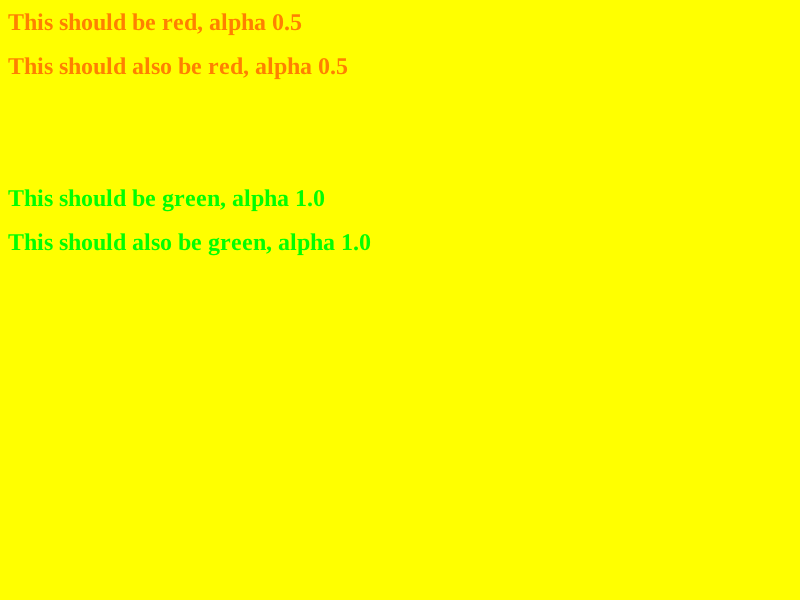 This should be red, alpha 0.5
This should also be red, alpha 0.5
This should be green, alpha 1.0
This should also be green, alpha 1.0